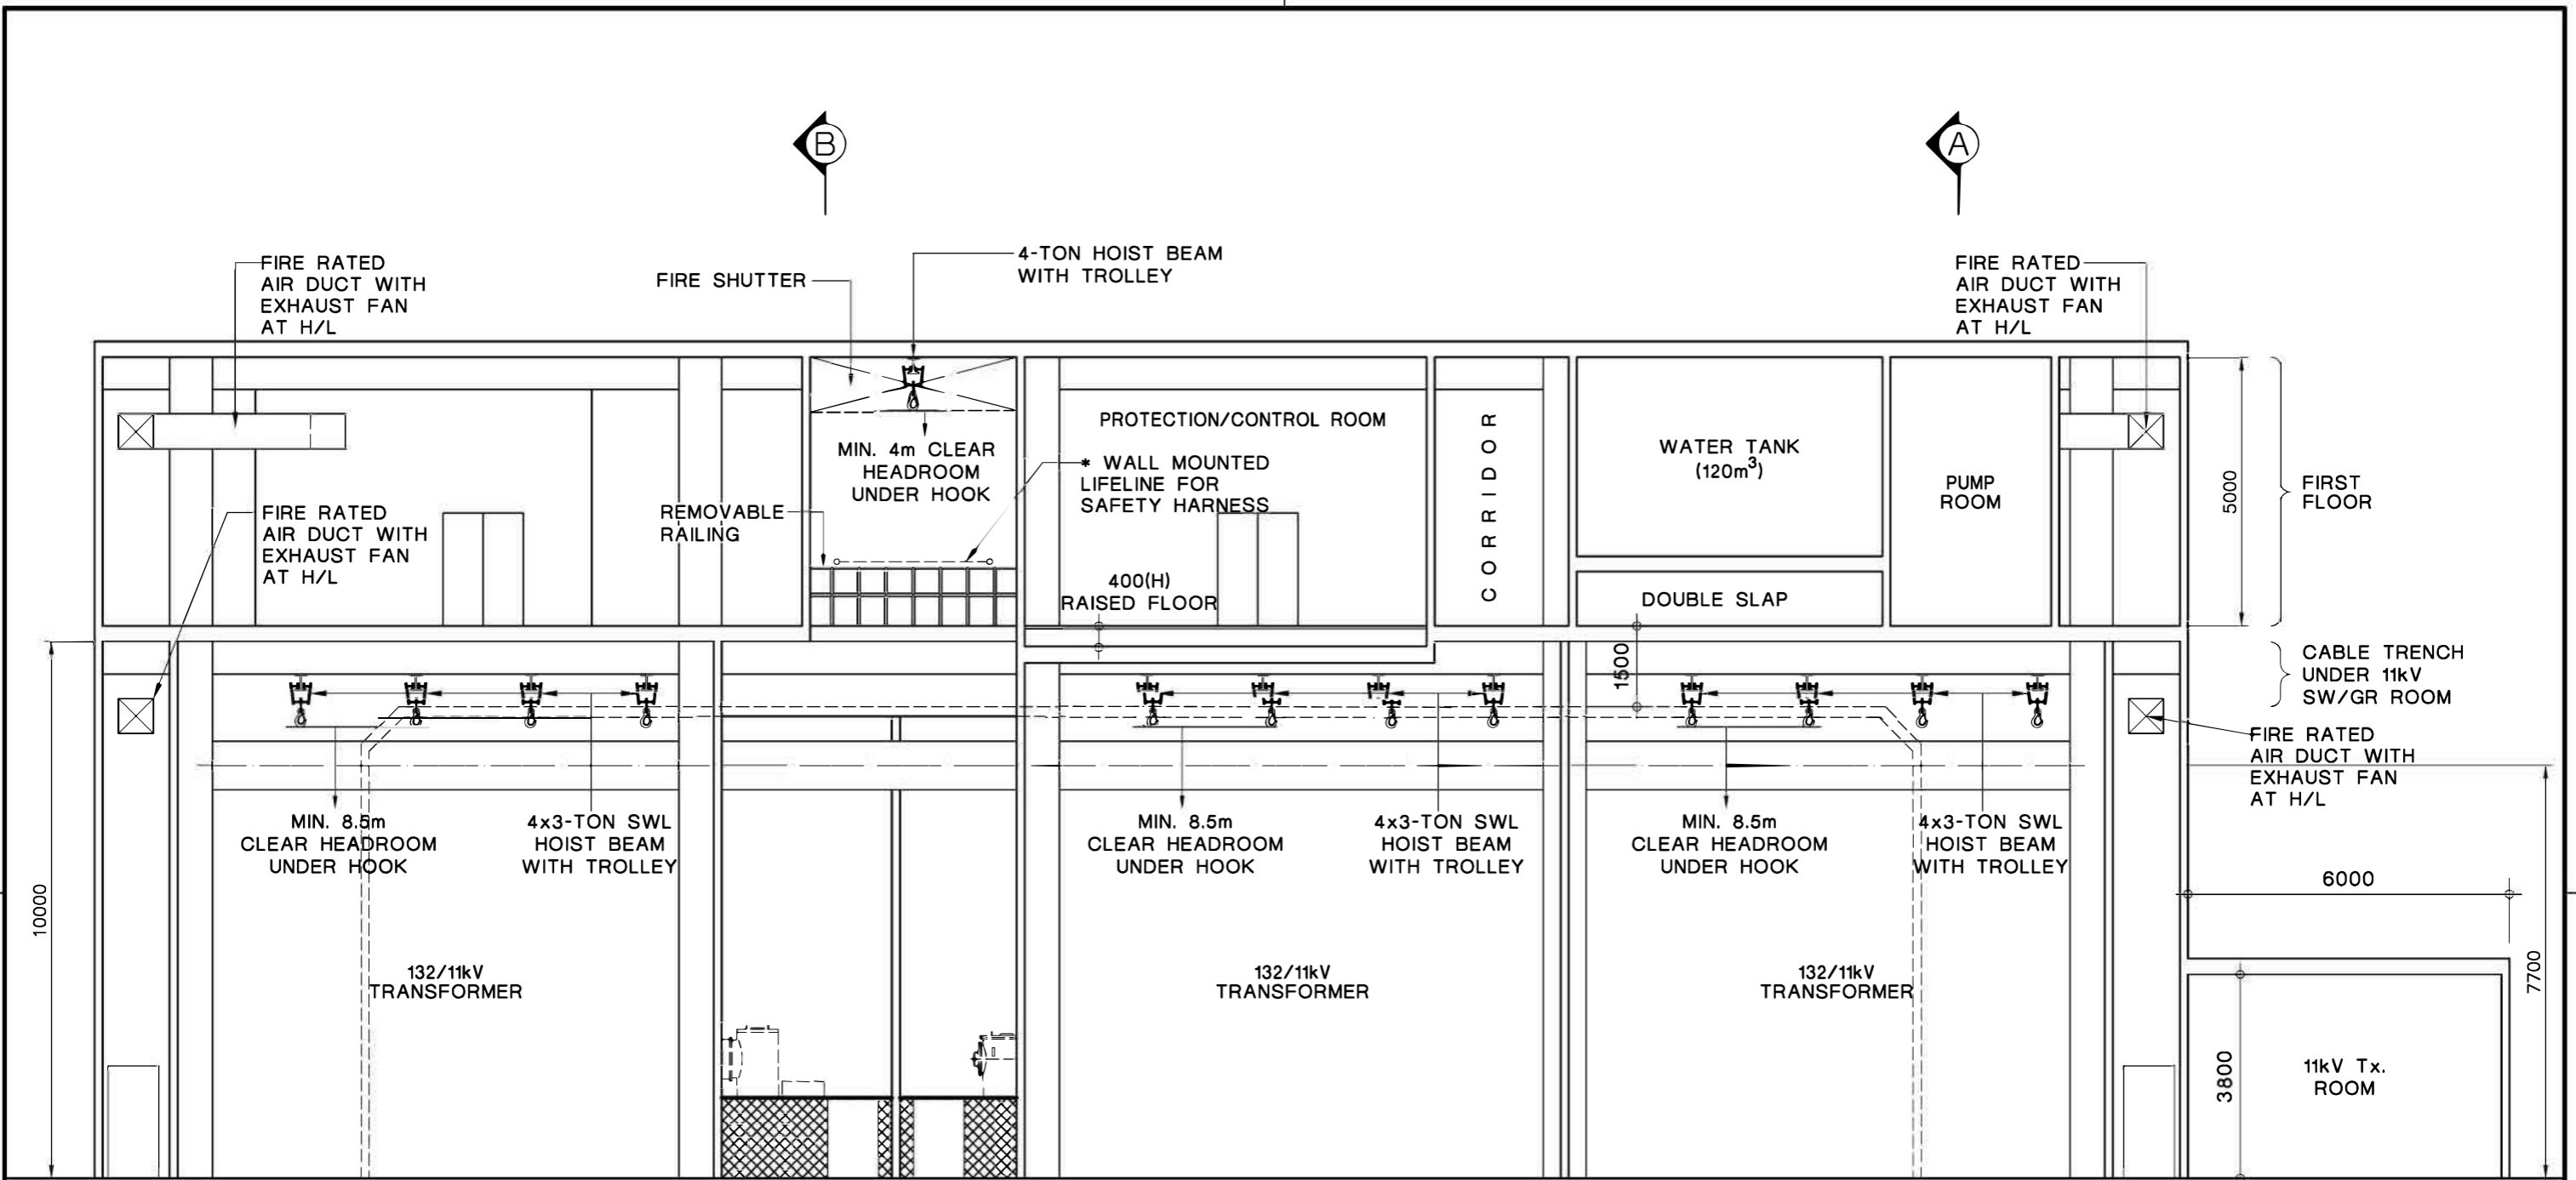 B
A
FIRE RATED
AIR DUCT WITH
EXHAUST FAN
AT H/L
FIRE SHUTTER
4-TON HOIST BEAM
WITH TROLLEY
FIRE RATED
AIR DUCT WITH
EXHAUST FAN
AT H/L
MIN. 4m CLEAR
HEADROOM
UNDER HOOK
PROTECTION/CONTROL ROOM
* WALL MOUNTED
LIFELINE FOR
SAFETY HARNESS
CORRIDOR
WATER TANK
(120m³)
PUMP
ROOM
5000
FIRST
FLOOR
FIRE RATED
AIR DUCT WITH
EXHAUST FAN
AT H/L
REMOVABLE
RAILING
400(H)
RAISED FLOOR
DOUBLE SLAP
1500
CABLE TRENCH
UNDER 11kV
SW/GR ROOM
FIRE RATED
AIR DUCT WITH
EXHAUST FAN
AT H/L
MIN. 8.5m
CLEAR HEADROOM
UNDER HOOK
4x3-TON SWL
HOIST BEAM
WITH TROLLEY
MIN. 8.5m
CLEAR HEADROOM
UNDER HOOK
4x3-TON SWL
HOIST BEAM
WITH TROLLEY
MIN. 8.5m
CLEAR HEADROOM
UNDER HOOK
4x3-TON SWL
HOIST BEAM
WITH TROLLEY
10000
6000
132/11kV
TRANSFORMER
132/11kV
TRANSFORMER
132/11kV
TRANSFORMER
7700
3800
11kV Tx.
ROOM